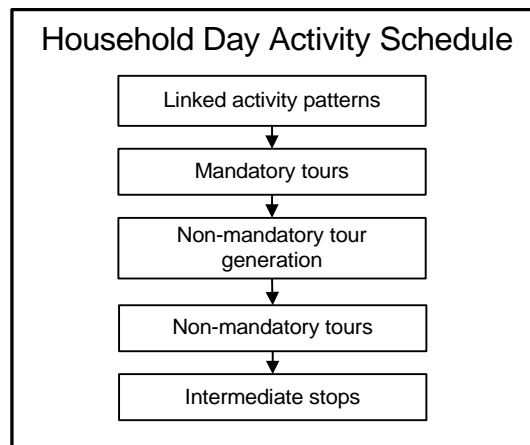 Household Day Activity Schedule
Linked activity patterns
Mandatory tours
Non-mandatory tour
generation
Non-mandatory tours
Intermediate stops